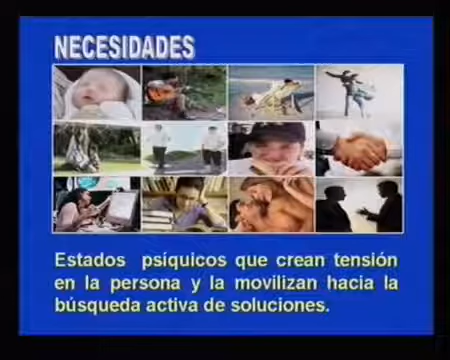 NECESIDADES
Estados psíquicos que crean tensión
en la persona y la movilizan hacia la
búsqueda activa de soluciones.